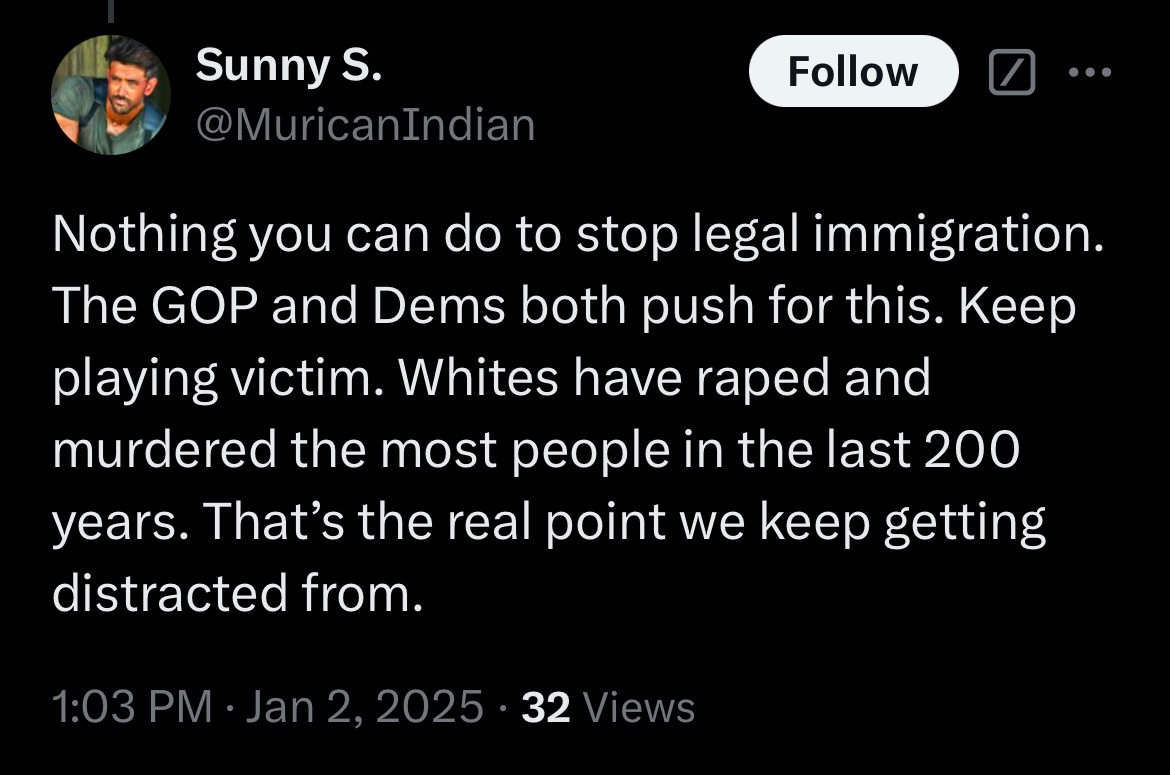 Sunny S.
Follow
@MuricanIndian
Nothing you can do to stop legal immigration.
The GOP and Dems both push for this. Keep
playing victim. Whites have raped and
murdered the most people in the last 200
years. That’s the real point we keep getting
distracted from.
1:03 PM · Jan 2, 2025 · 32 Views